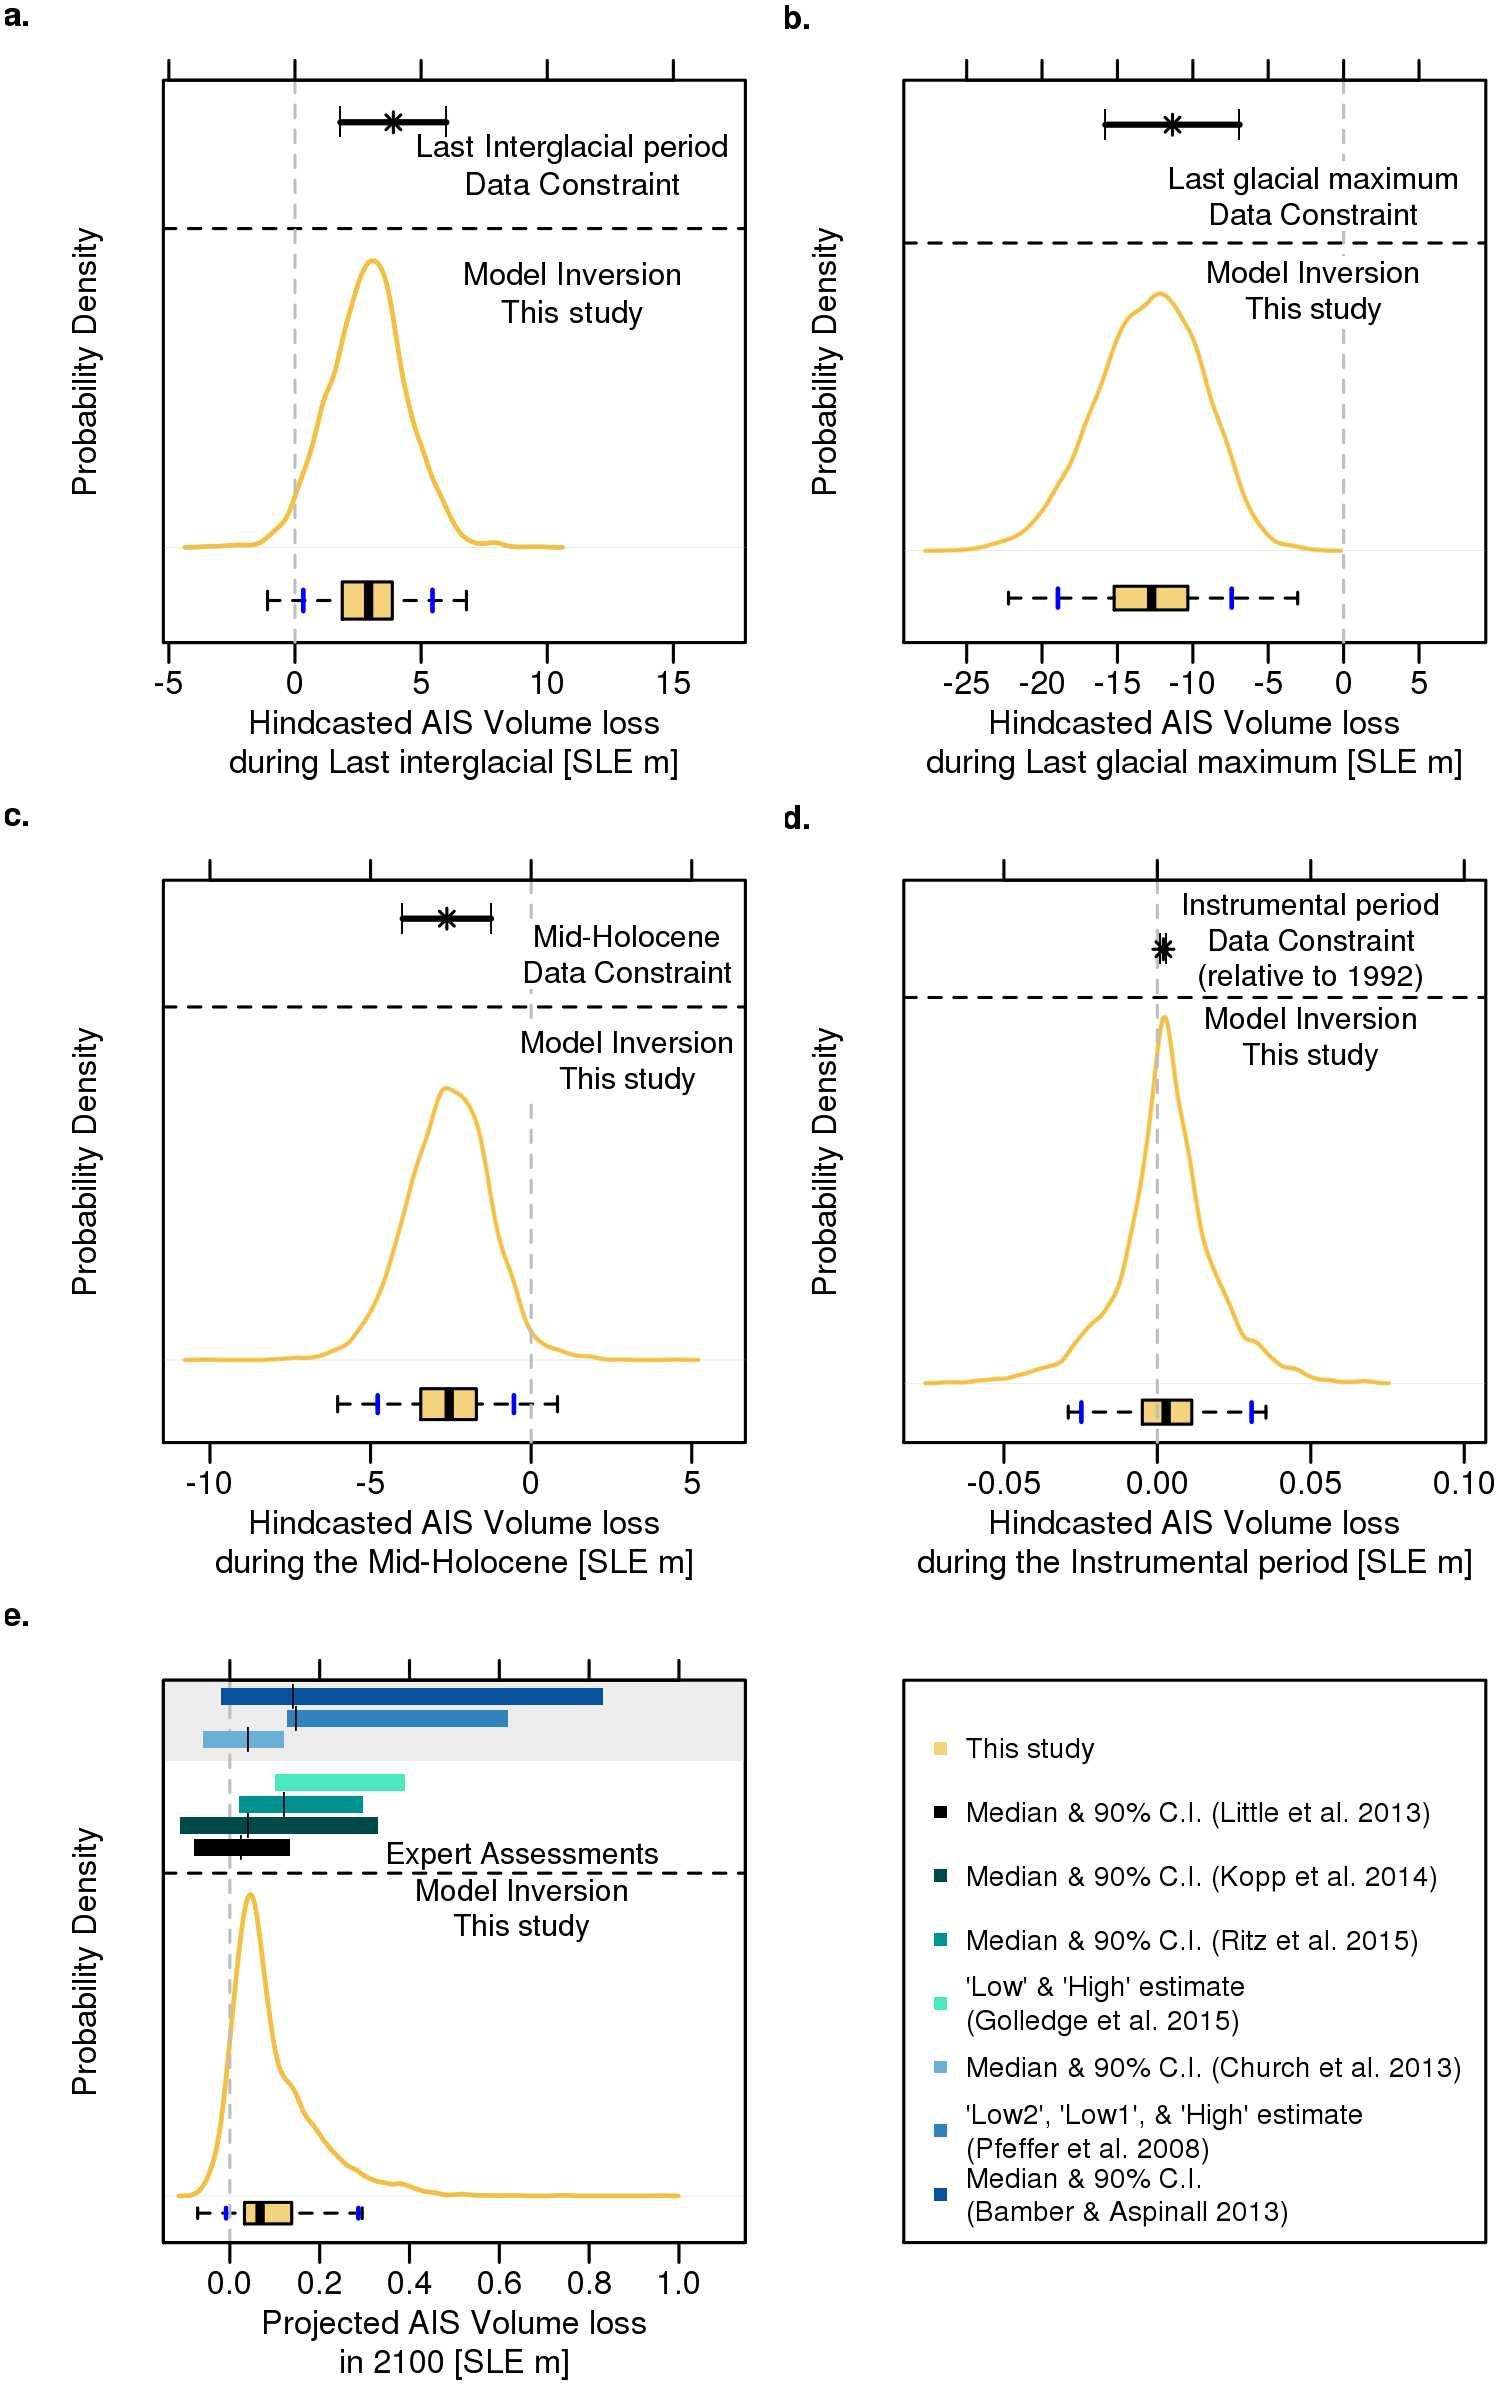 a.
Probability Density
Last Interglacial period
Data Constraint
Model Inversion
This study
-5 0 5 10 15
Hindcasted AIS Volume loss
during Last interglacial [SLE m]
b.
Probability Density
Last glacial maximum
Data Constraint
Model Inversion
This study
-25 -20 -15 -10 -5 0 5
Hindcasted AIS Volume loss
during Last glacial maximum [SLE m]
c.
Probability Density
Mid-Holocene
Data Constraint
Model Inversion
This study
-10 -5 0 5
Hindcasted AIS Volume loss
during the Mid-Holocene [SLE m]
d.
Probability Density
Instrumental period
Data Constraint
(relative to 1992)
Model Inversion
This study
-0.05 0.00 0.05 0.10
Hindcasted AIS Volume loss
during the Instrumental period [SLE m]
e.
Probability Density
Expert Assessments
Model Inversion
This study
0.0 0.2 0.4 0.6 0.8 1.0
Projected AIS Volume loss
in 2100 [SLE m]
This study
Median & 90% C.I. (Little et al. 2013)
Median & 90% C.I. (Kopp et al. 2014)
Median & 90% C.I. (Ritz et al. 2015)
'Low' & 'High' estimate
(Golledge et al. 2015)
Median & 90% C.I. (Church et al. 2013)
'Low2', 'Low1', & 'High' estimate
(Pfeffer et al. 2008)
Median & 90% C.I.
(Bamber & Aspinall 2013)